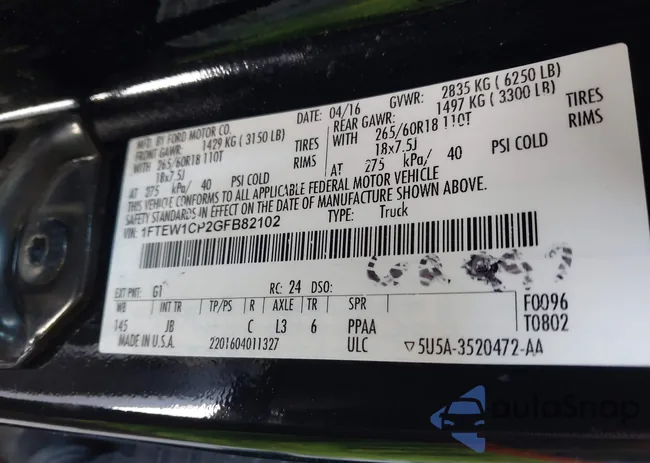 MFD. BY FORD MOTOR CO.
DATE: 04/16 GVWR: 2835 KG ( 6250 LB)
FRONT GAWR: 1429 KG ( 3150 LB) REAR GAWR: 1497 KG ( 3300 LB)
WITH 265/60R18 110T TIRES WITH 265/60R18 110T TIRES
18x7.5J RIMS 18x7.5J RIMS
AT 275 kPa/ 40 PSI COLD AT 275 kPa/ 40 PSI COLD
THIS VEHICLE CONFORMS TO ALL APPLICABLE FEDERAL MOTOR VEHICLE
SAFETY STANDARDS IN EFFECT ON THE DATE OF MANUFACTURE SHOWN ABOVE.
VIN: 1FTEW1CP2GFB82102 TYPE: Truck
EXT PNT: G1 RC: 24 DSO:
WB INT TR TP/PS R AXLE TR SPR F0096
145 JB C L3 6 PPAA T0802
MADE IN U.S.A. 2201604011327 ULC ▽5U5A-3520472-AA
autoSnap